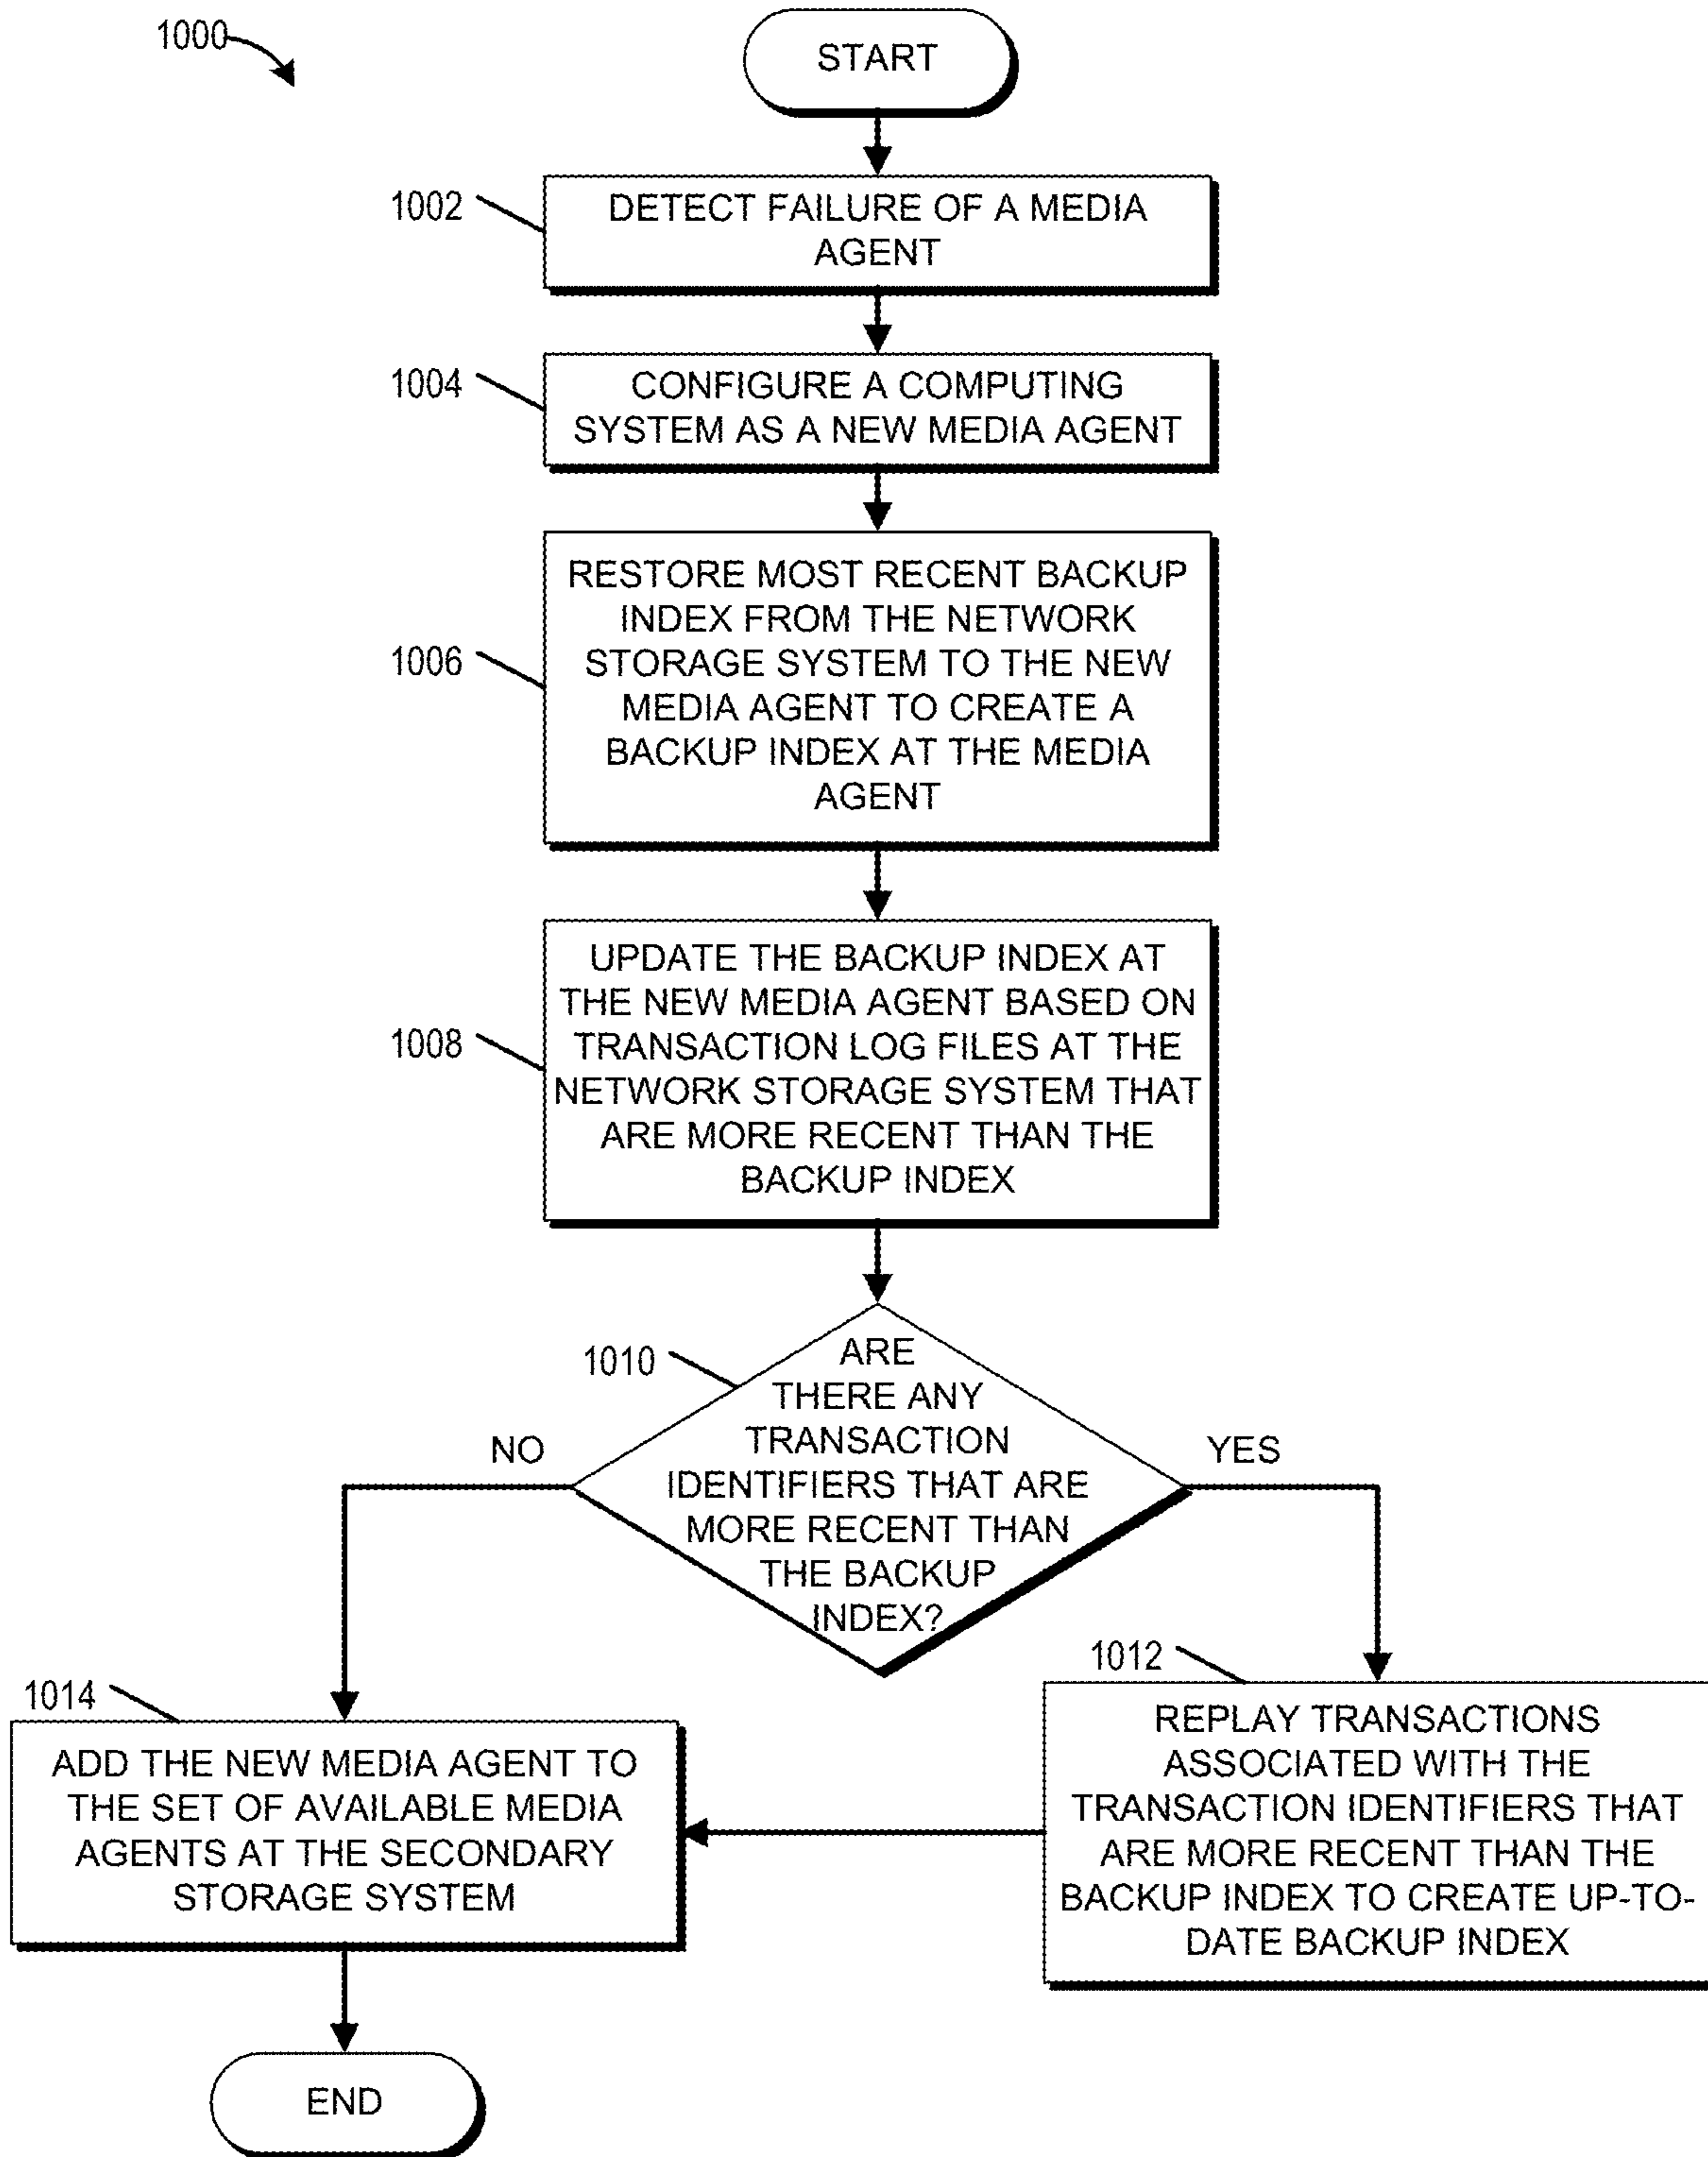 1000
START
1002
DETECT FAILURE OF A MEDIA
AGENT
1004
CONFIGURE A COMPUTING
SYSTEM AS A NEW MEDIA AGENT
1006
RESTORE MOST RECENT BACKUP
INDEX FROM THE NETWORK
STORAGE SYSTEM TO THE NEW
MEDIA AGENT TO CREATE A
BACKUP INDEX AT THE MEDIA
AGENT
1008
UPDATE THE BACKUP INDEX AT
THE NEW MEDIA AGENT BASED ON
TRANSACTION LOG FILES AT THE
NETWORK STORAGE SYSTEM THAT
ARE MORE RECENT THAN THE
BACKUP INDEX
1010
ARE
THERE ANY
TRANSACTION
IDENTIFIERS THAT ARE
MORE RECENT THAN
THE BACKUP
INDEX?
NO
YES
1012
REPLAY TRANSACTIONS
ASSOCIATED WITH THE
TRANSACTION IDENTIFIERS THAT
ARE MORE RECENT THAN THE
BACKUP INDEX TO CREATE UP-TO-
DATE BACKUP INDEX
1014
ADD THE NEW MEDIA AGENT TO
THE SET OF AVAILABLE MEDIA
AGENTS AT THE SECONDARY
STORAGE SYSTEM
END